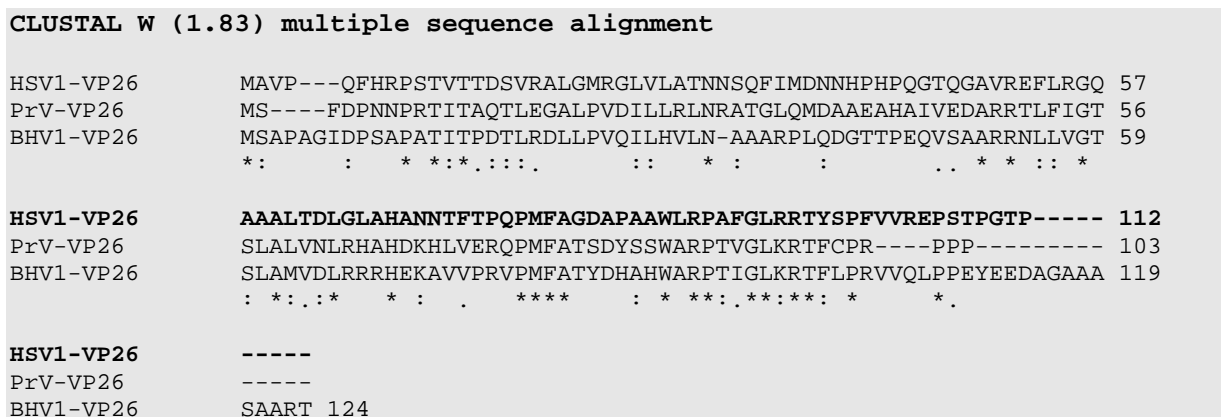 CLUSTAL W (1.83) multiple sequence alignment
HSV1-VP26 MAVP---QFHRPSTVTTDSVRALGMRGLVLATNNSQFIMDNNHPHPQGTQGAVREFLRGQ 57
PrV-VP26 MS----FDPNNPRTITAQTLEGALPVDILLRLNRATGLQMDAAEAHAIVEDARRTLFIGT 56
BHV1-VP26 MSAPAGIDPSAPATITPDTLRDLLPVQILHVLN-AAARPLQDGTTPEQVSAARRNLLVGT 59
*: : * *:*.:::. :: * : : .. * * :: *
HSV1-VP26 AAALTDLGLAHANNTFTPQPMFAGDAPAAWLRPAFGLRRTYSPFVVREPSTPGTP----- 112
PrV-VP26 SLALVNLRHAHDKHLVERQPMFATSDYSSWARPTVGLKRTFCPR----PPP--------- 103
BHV1-VP26 SLAMVDLRRRHEKAVVPRVPMFATYDHAHWARPTIGLKRTFLPRVVQLPPEYEEDAGAAA 119
: *:.:* * : . **** : * **:.**:**: * *.
HSV1-VP26 -----
PrV-VP26 -----
BHV1-VP26 SAART 124